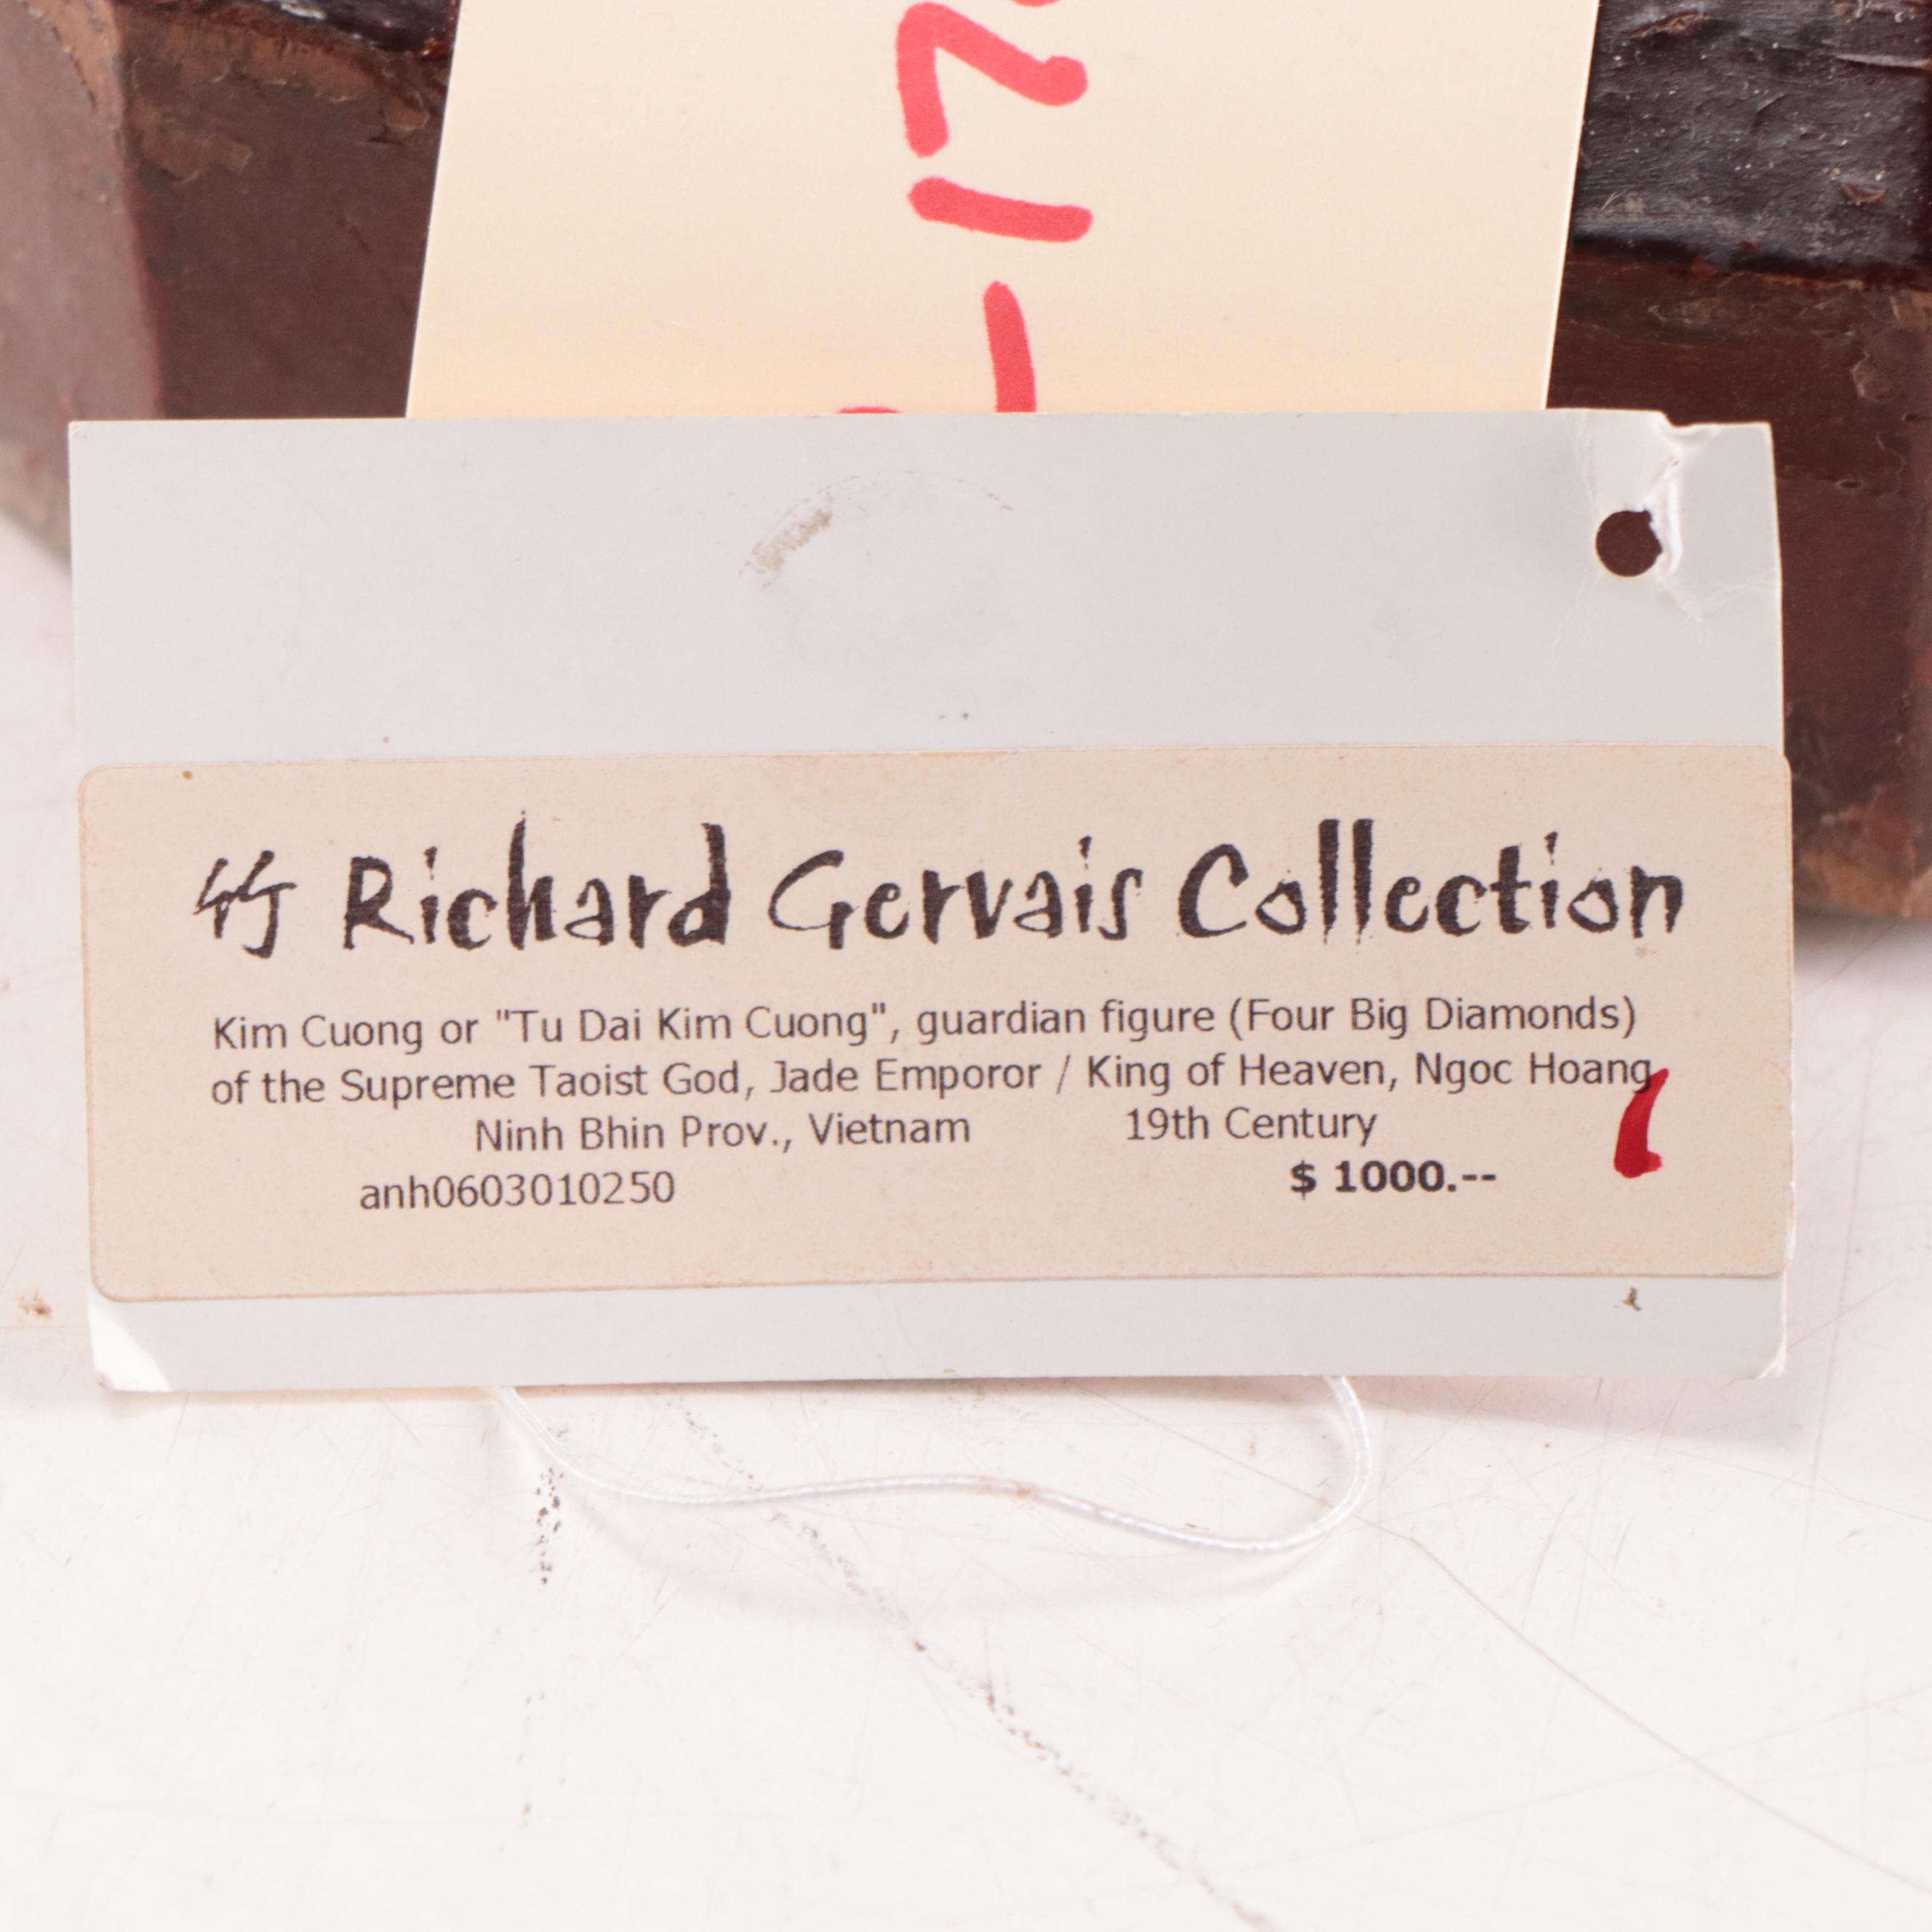 -17
Richard Gervais Collection
Kim Cuong or "Tu Dai Kim Cuong", guardian figure (Four Big Diamonds)
of the Supreme Taoist God, Jade Emporor / King of Heaven, Ngoc Hoang
Ninh Bhin Prov., Vietnam 19th Century
anh0603010250 $ 1000.--